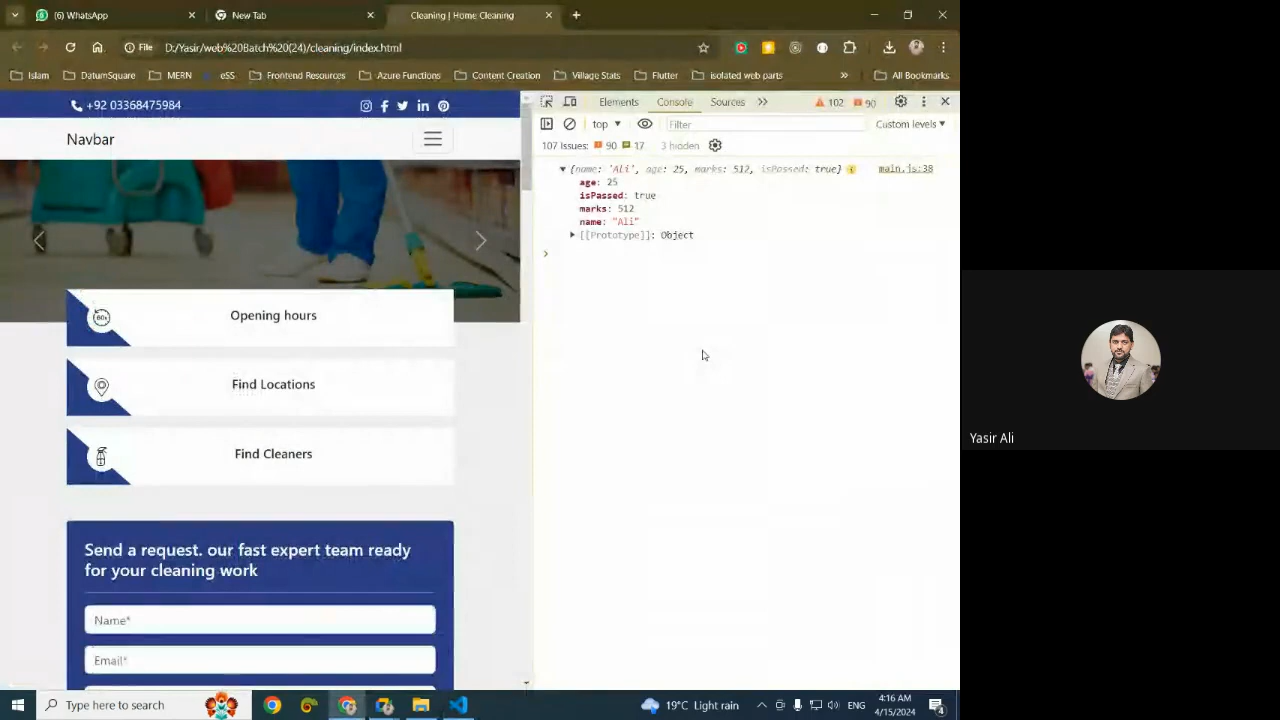 (6) WhatsApp
New Tab
Cleaning | Home Cleaning
File
D:/Yasir/web%20Batch%20(24)/cleaning/index.html
Islam
DatumSquare
MERN
eSS
Frontend Resources
Azure Functions
Content Creation
Village Stats
Flutter
isolated web parts
All Bookmarks
+92 03368475984
Navbar
Opening hours
Find Locations
Find Cleaners
Send a request. our fast expert team ready
for your cleaning work
Name*
Email*
Elements
Console
Sources
102
90
top
Filter
Custom levels
107 Issues:
90
17
3 hidden
{name: 'Ali', age: 25, marks: 512, isPassed: true}
main.js:38
age: 25
isPassed: true
marks: 512
name: "Ali"
[[Prototype]]: Object
Yasir Ali
Type here to search
19°C Light rain
ENG
4:16 AM
4/15/2024
4